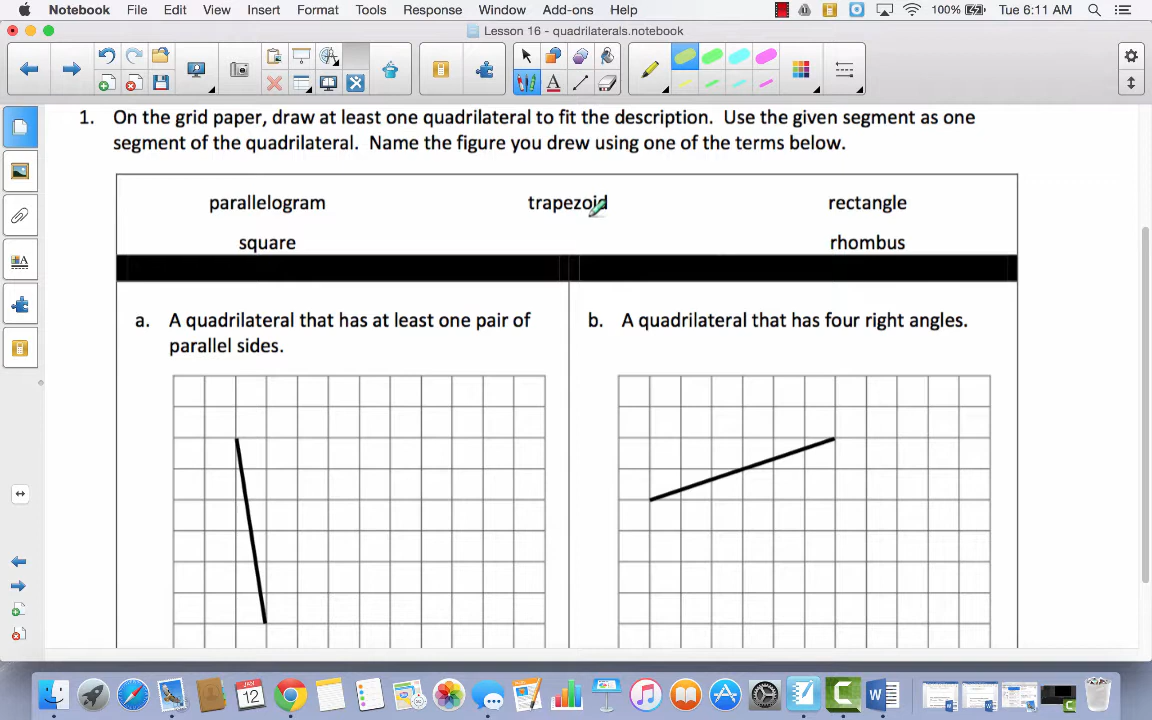 Notebook File Edit View Insert Format Tools Response Window Add-ons Help 100% Tue 6:11 AM
Lesson 16 - quadrilaterals.notebook
1. On the grid paper, draw at least one quadrilateral to fit the description. Use the given segment as one
segment of the quadrilateral. Name the figure you drew using one of the terms below.
parallelogram trapezoid rectangle
square rhombus
a. A quadrilateral that has at least one pair of
parallel sides.
b. A quadrilateral that has four right angles.
JAN
12